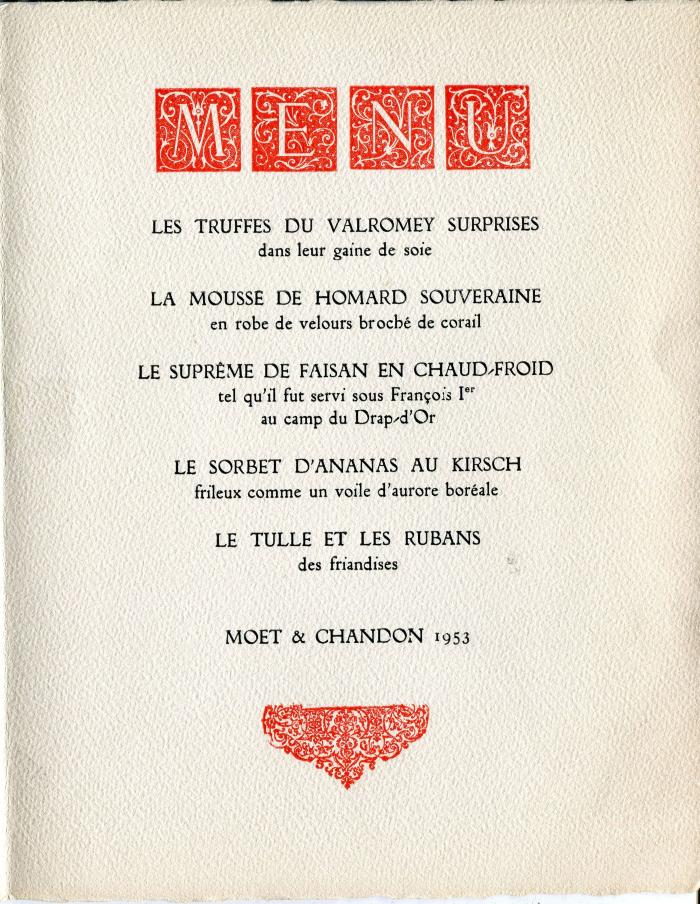 MENU
LES TRUFFES DU VALROMEY SURPRISES
dans leur gaine de soie
LA MOUSSE DE HOMARD SOUVERAINE
en robe de velours broché de corail
LE SUPRÊME DE FAISAN EN CHAUD-FROID
tel qu'il fut servi sous François Ier
au camp du Drap-d'Or
LE SORBET D'ANANAS AU KIRSCH
frileux comme un voile d'aurore boréale
LE TULLE ET LES RUBANS
des friandises
MOET & CHANDON 1953